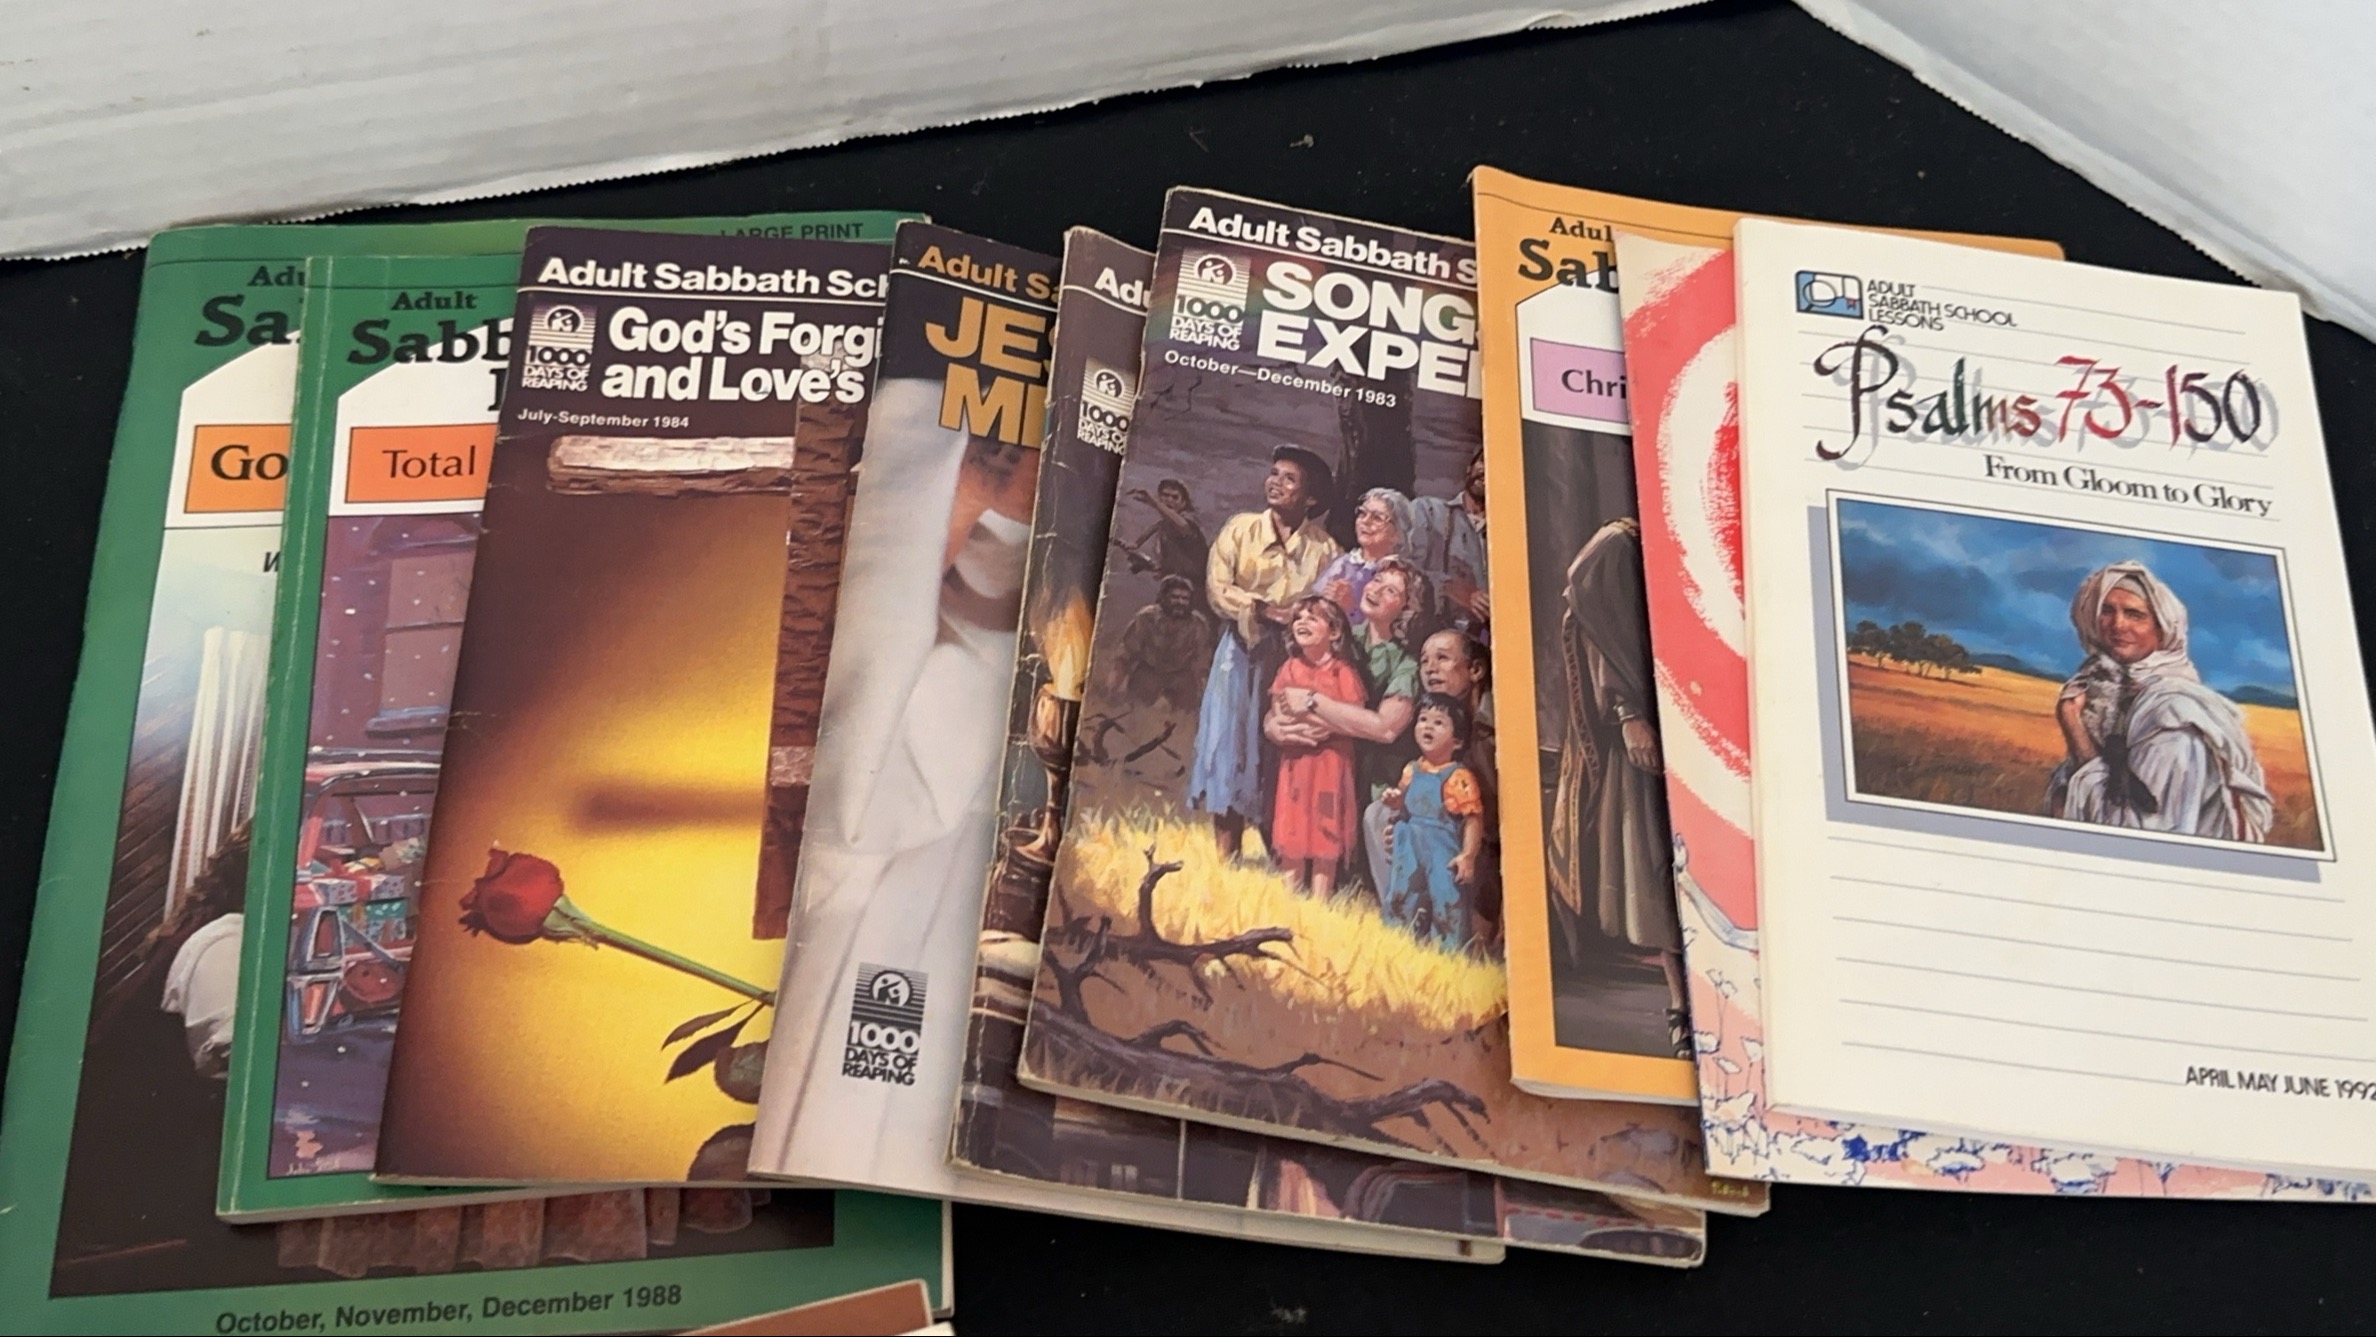 LARGE PRINT
Adu
Sa
Go
W
October, November, December 1988
Adult
Sabb
Total
Adult Sabbath Sch
1000
DAYS OF
REAPING
God's Forgi
and Love's
July-September 1984
Adult Sa
JES
MI
1000
DAYS OF
REAPING
Adu
1000
DAYS OF
REAPING
Adult Sabbath S
1000
DAYS OF
REAPING
SONG
EXPE
October—December 1983
Adul
Sab
Chri
ADULT
SABBATH SCHOOL
LESSONS
Psalms 73-150
From Gloom to Glory
APRIL MAY JUNE 1992